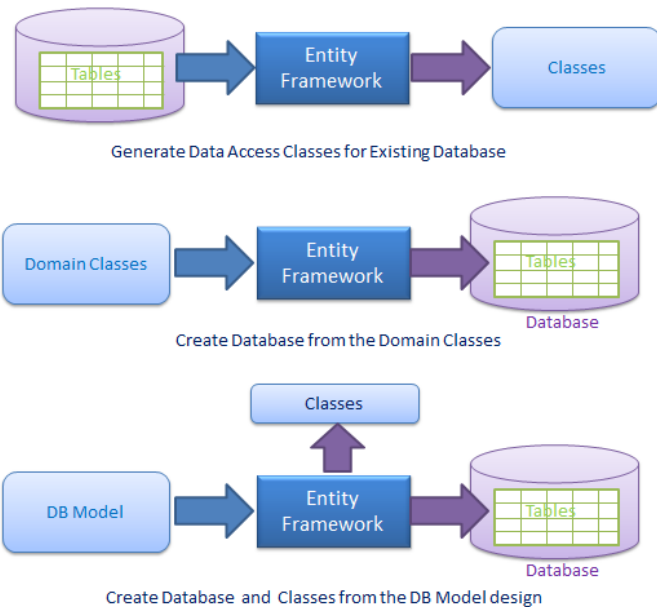 Tables
Entity
Framework
Classes
Generate Data Access Classes for Existing Database
Domain Classes
Entity
Framework
Tables
Database
Create Database from the Domain Classes
Classes
DB Model
Entity
Framework
Tables
Database
Create Database and Classes from the DB Model design